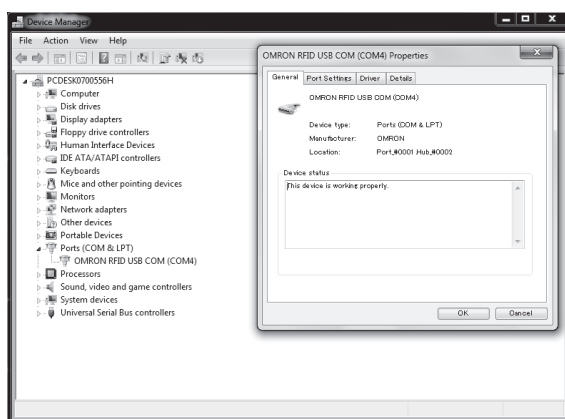 Device Manager
File Action View Help
PCDESK0700556H
Computer
Disk drives
Display adapters
Floppy drive controllers
Human Interface Devices
IDE ATA/ATAPI controllers
Keyboards
Mice and other pointing devices
Monitors
Network adapters
Other devices
Portable Devices
Ports (COM & LPT)
OMRON RFID USB COM (COM4)
Processors
Sound, video and game controllers
System devices
Universal Serial Bus controllers
OMRON RFID USB COM (COM4) Properties
General Port Settings Driver Details
OMRON RFID USB COM (COM4)
Device type: Ports (COM & LPT)
Manufacturer: OMRON
Location: Port_#0001.Hub_#0002
Device status
This device is working properly.
OK Cancel